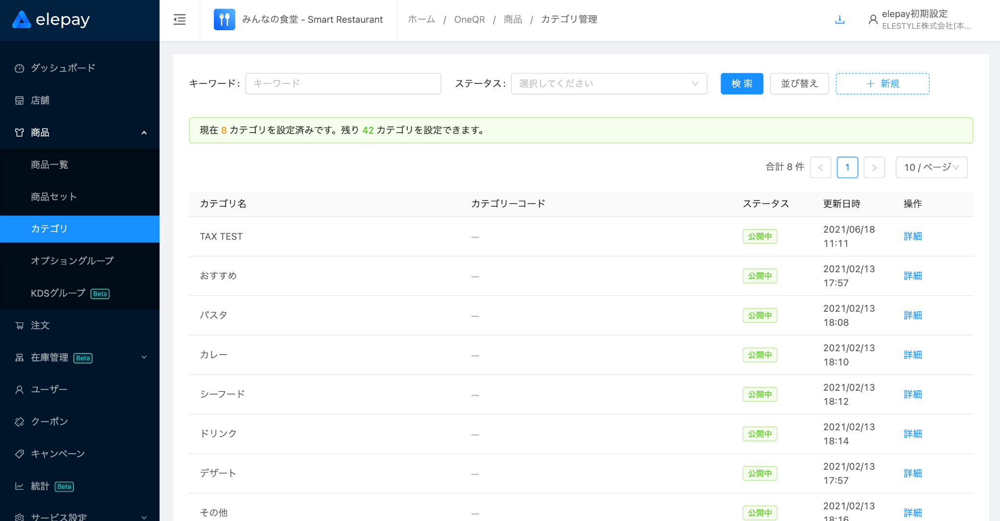 elepay
みんなの食堂 - Smart Restaurant
ホーム / OneQR / 商品 / カテゴリ管理
elepay初期設定
ELESTYLE株式会社[本...
ダッシュボード
店舗
商品
商品一覧
商品セット
カテゴリ
オプショングループ
KDSグループ Beta
注文
在庫管理 Beta
ユーザー
クーポン
キャンペーン
統計 Beta
サービス設定
キーワード: キーワード ステータス: 選択してください 検 索 並び替え + 新規
現在 8 カテゴリを設定済みです。残り 42 カテゴリを設定できます。
合計 8 件 < 1 > 10 / ページ
カテゴリ名 カテゴリーコード ステータス 更新日時 操作
TAX TEST — 公開中 2021/06/18 11:11 詳細
おすすめ — 公開中 2021/02/13 17:57 詳細
パスタ — 公開中 2021/02/13 18:08 詳細
カレー — 公開中 2021/02/13 18:10 詳細
シーフード — 公開中 2021/02/13 18:12 詳細
ドリンク — 公開中 2021/02/13 18:14 詳細
デザート — 公開中 2021/02/13 17:57 詳細
その他 — 公開中 2021/02/13 18:16 詳細